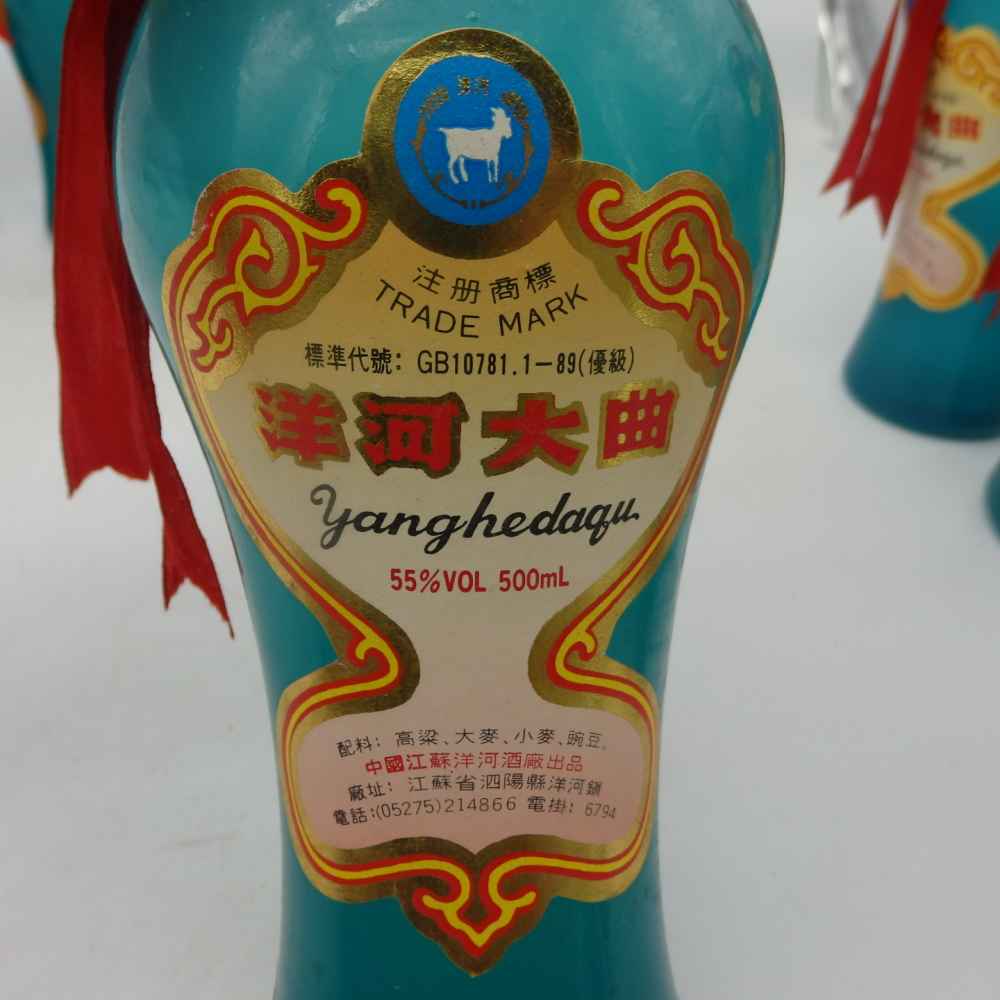 注册商標
TRADE MARK
標準代號：GB10781.1—89(優級)
洋河大曲
Yanghedaqu
55%VOL 500mL
配料：高粱、大麥、小麥、豌豆。
中國江蘇洋河酒廠出品
廠址：江蘇省泗陽縣洋河鎮
電話:(05275)214866 電掛：6794